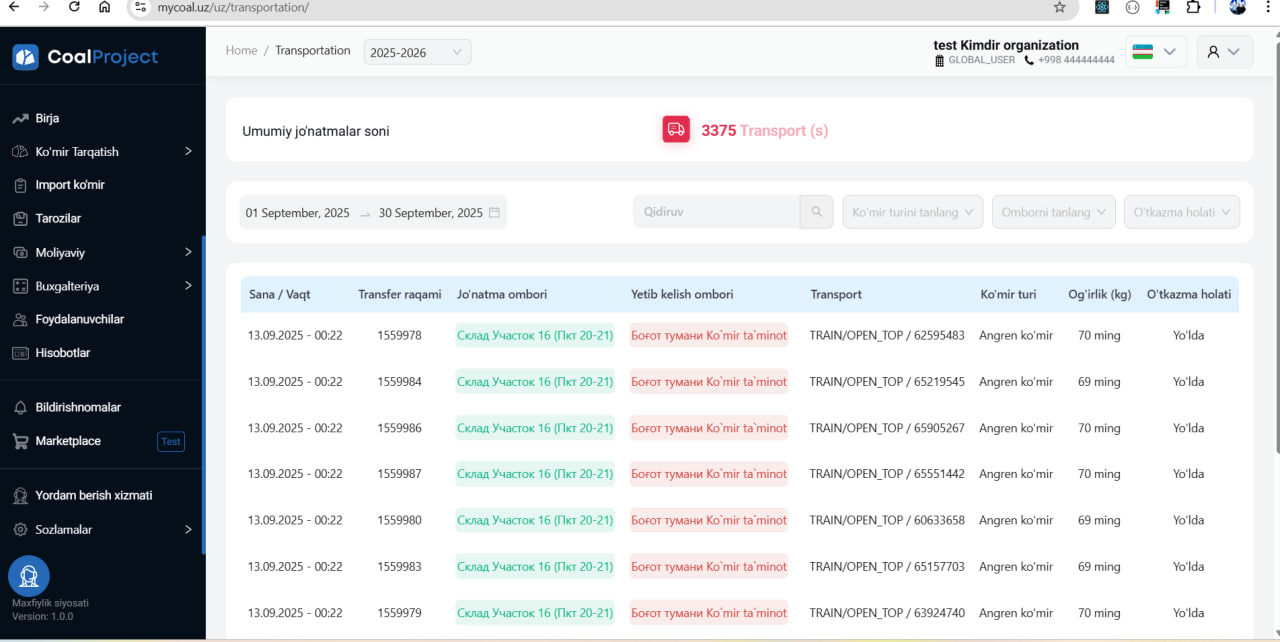 mycoal.uz/uz/transportation/
CoalProject
Home / Transportation 2025-2026
test Kimdir organization
GLOBAL_USER +998 444444444
Birja
Ko'mir Tarqatish
Import ko'mir
Tarozilar
Moliyaviy
Buxgalteriya
Foydalanuvchilar
Hisobotlar
Bildirishnomalar
Marketplace Test
Yordam berish xizmati
Sozlamalar
Maxfiylik siyosati
Version: 1.0.0
Umumiy jo'natmalar soni 3375 Transport (s)
01 September, 2025 → 30 September, 2025 Qidiruv Ko'mir turini tanlang Omborni tanlang O'tkazma holati
Sana / Vaqt Transfer raqami Jo'natma ombori Yetib kelish ombori Transport Ko'mir turi Og'irlik (kg) O'tkazma holati
13.09.2025 - 00:22 1559978 Склад Участок 16 (Пкт 20-21) Боғот тумани Ko`mir ta`minot TRAIN/OPEN_TOP / 62595483 Angren ko'mir 70 ming Yo'lda
13.09.2025 - 00:22 1559984 Склад Участок 16 (Пкт 20-21) Боғот тумани Ko`mir ta`minot TRAIN/OPEN_TOP / 65219545 Angren ko'mir 69 ming Yo'lda
13.09.2025 - 00:22 1559986 Склад Участок 16 (Пкт 20-21) Боғот тумани Ko`mir ta`minot TRAIN/OPEN_TOP / 65905267 Angren ko'mir 70 ming Yo'lda
13.09.2025 - 00:22 1559987 Склад Участок 16 (Пкт 20-21) Боғот тумани Ko`mir ta`minot TRAIN/OPEN_TOP / 65551442 Angren ko'mir 70 ming Yo'lda
13.09.2025 - 00:22 1559980 Склад Участок 16 (Пкт 20-21) Боғот тумани Ko`mir ta`minot TRAIN/OPEN_TOP / 60633658 Angren ko'mir 69 ming Yo'lda
13.09.2025 - 00:22 1559983 Склад Участок 16 (Пкт 20-21) Боғот тумани Ko`mir ta`minot TRAIN/OPEN_TOP / 65157703 Angren ko'mir 69 ming Yo'lda
13.09.2025 - 00:22 1559979 Склад Участок 16 (Пкт 20-21) Боғот тумани Ko`mir ta`minot TRAIN/OPEN_TOP / 63924740 Angren ko'mir 70 ming Yo'lda